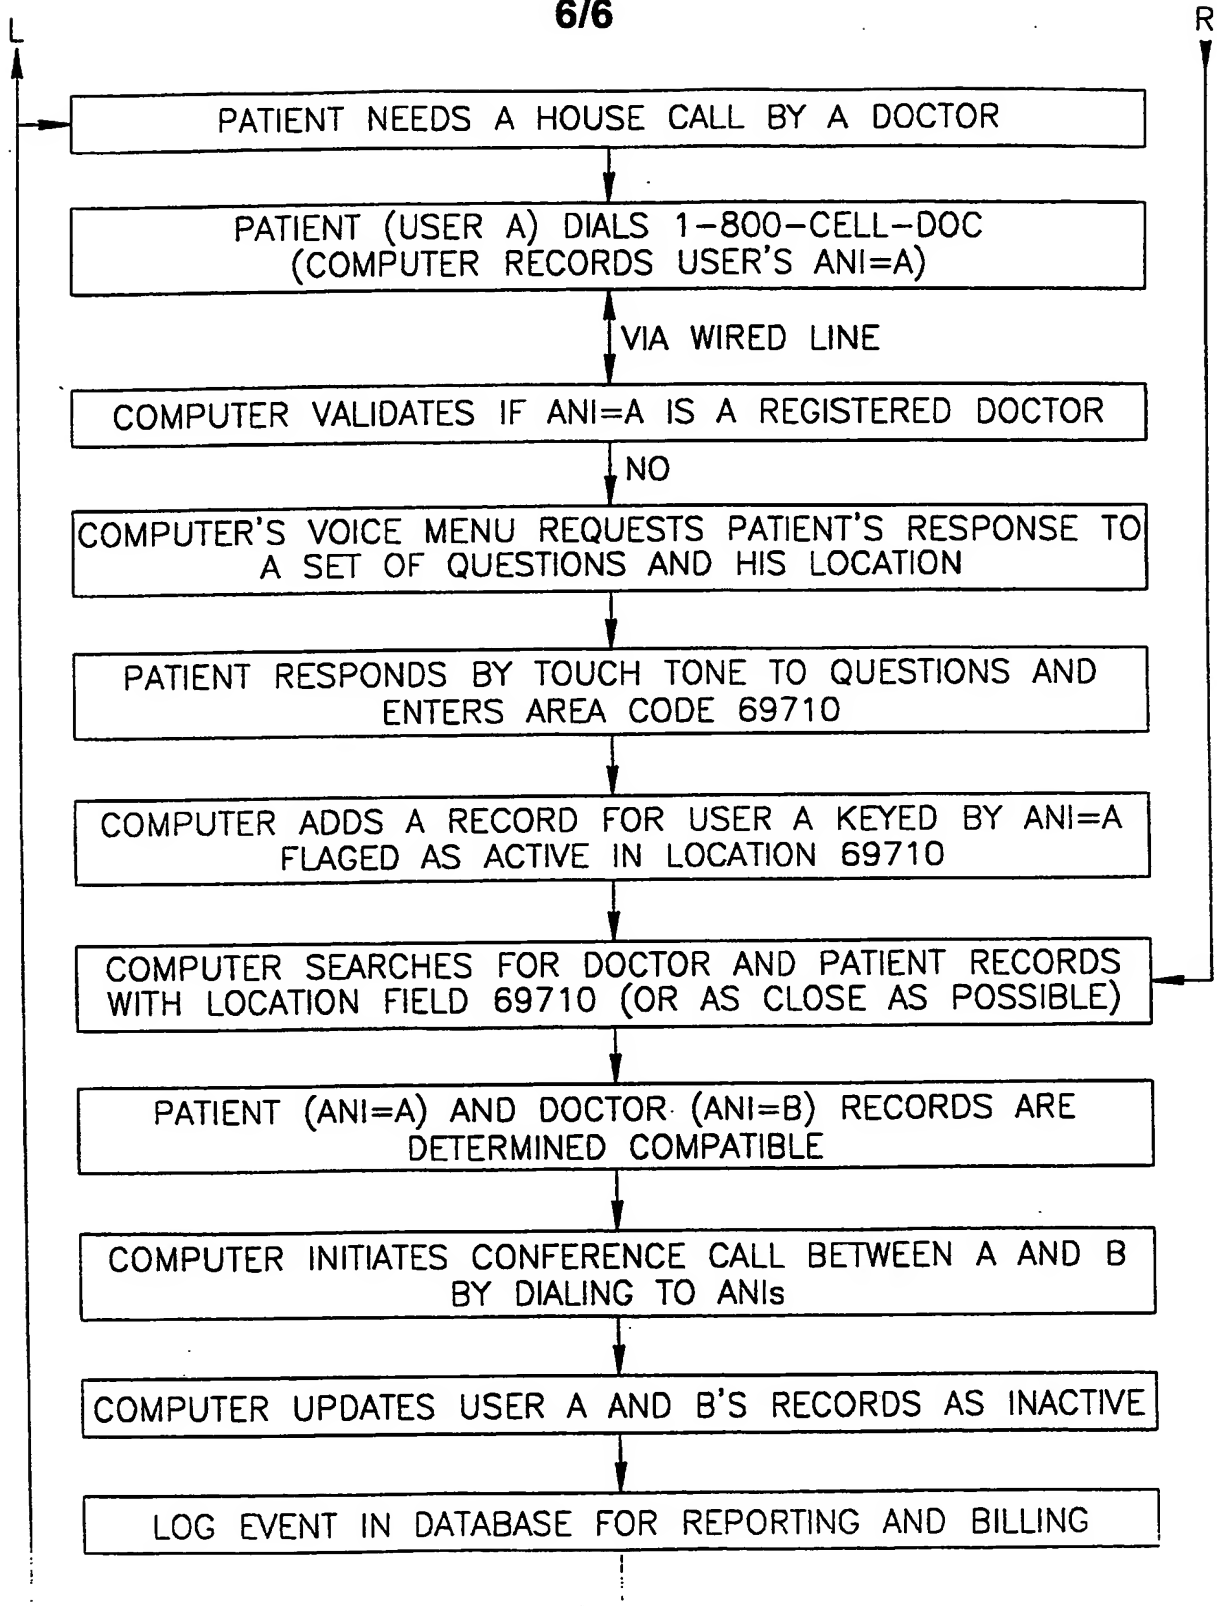 6/6
L
R
PATIENT NEEDS A HOUSE CALL BY A DOCTOR
PATIENT (USER A) DIALS 1-800-CELL-DOC
(COMPUTER RECORDS USER'S ANI=A)
VIA WIRED LINE
COMPUTER VALIDATES IF ANI=A IS A REGISTERED DOCTOR
NO
COMPUTER'S VOICE MENU REQUESTS PATIENT'S RESPONSE TO
A SET OF QUESTIONS AND HIS LOCATION
PATIENT RESPONDS BY TOUCH TONE TO QUESTIONS AND
ENTERS AREA CODE 69710
COMPUTER ADDS A RECORD FOR USER A KEYED BY ANI=A
FLAGED AS ACTIVE IN LOCATION 69710
COMPUTER SEARCHES FOR DOCTOR AND PATIENT RECORDS
WITH LOCATION FIELD 69710 (OR AS CLOSE AS POSSIBLE)
PATIENT (ANI=A) AND DOCTOR (ANI=B) RECORDS ARE
DETERMINED COMPATIBLE
COMPUTER INITIATES CONFERENCE CALL BETWEEN A AND B
BY DIALING TO ANIs
COMPUTER UPDATES USER A AND B'S RECORDS AS INACTIVE
LOG EVENT IN DATABASE FOR REPORTING AND BILLING